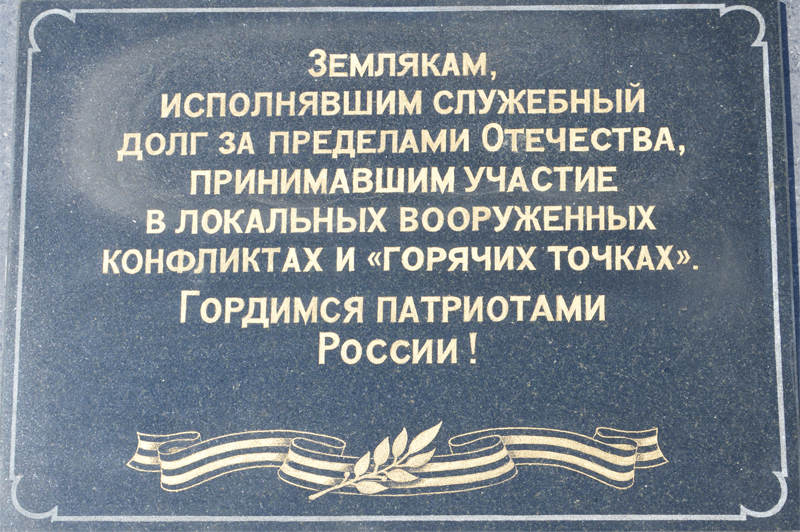 Землякам,
исполнявшим служебный
долг за пределами Отечества,
принимавшим участие
в локальных вооруженных
конфликтах и «горячих точках».
Гордимся патриотами
России!